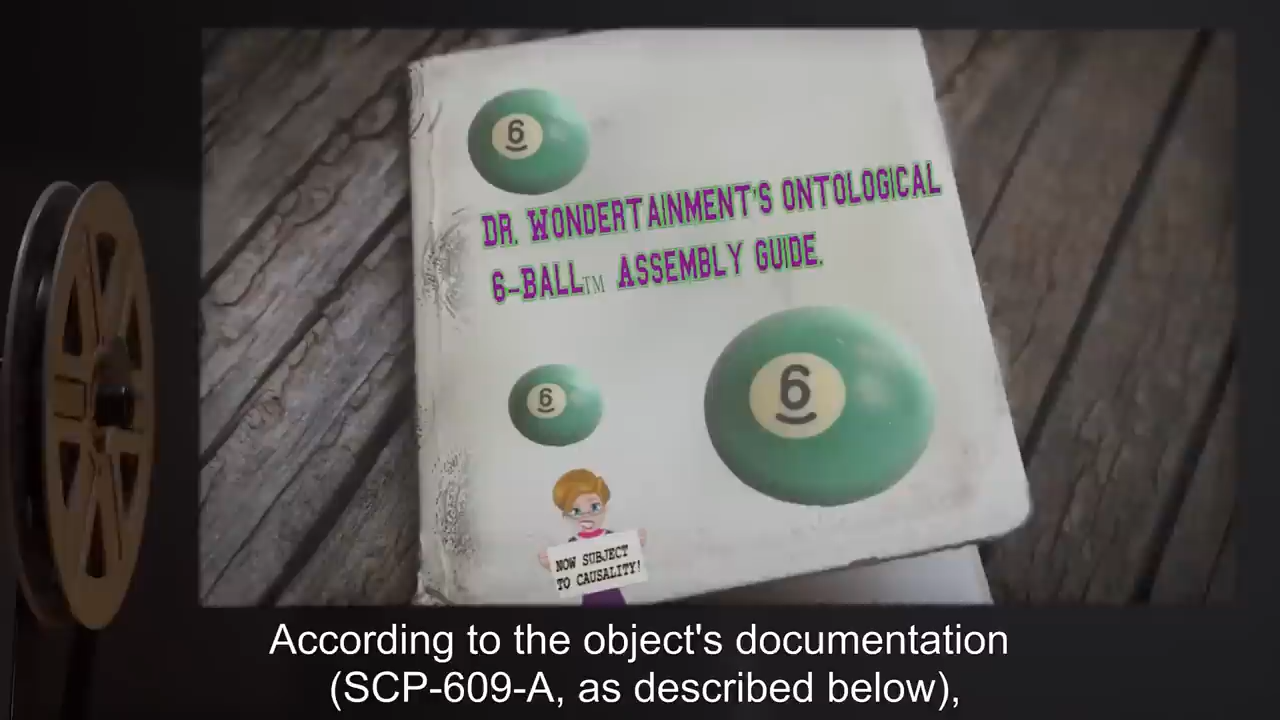 6
DR. WONDERTAINMENT'S ONTOLOGICAL
6-BALL™ ASSEMBLY GUIDE.
6
6
NOW SUBJECT
TO CAUSALITY!
According to the object's documentation
(SCP-609-A, as described below),